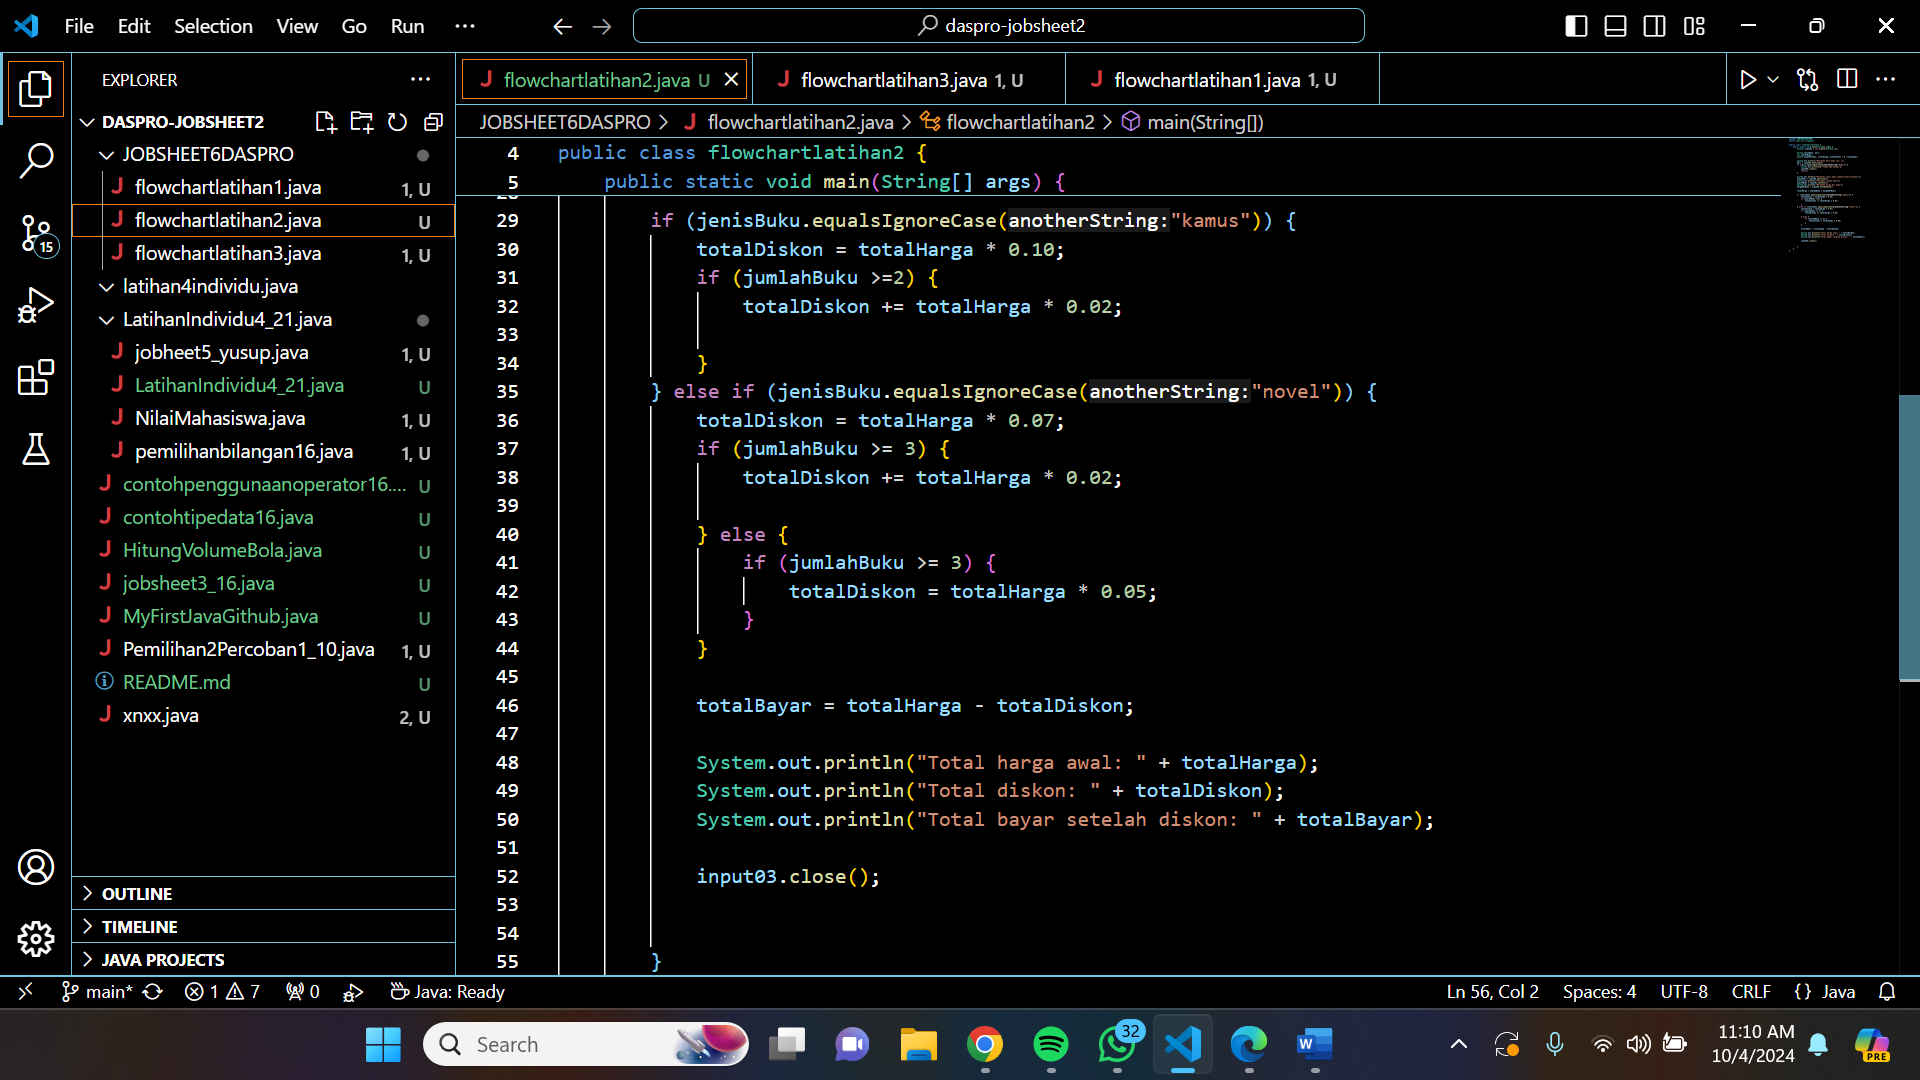 File Edit Selection View Go Run ···
daspro-jobsheet2
EXPLORER
DASPRO-JOBSHEET2
JOBSHEET6DASPRO
flowchartlatihan1.java 1, U
flowchartlatihan2.java U
flowchartlatihan3.java 1, U
latihan4individu.java
LatihanIndividu4_21.java
jobheet5_yusup.java 1, U
LatihanIndividu4_21.java U
NilaiMahasiswa.java 1, U
pemilihanbilangan16.java 1, U
contohpenggunaanoperator16.... U
contohtipedata16.java U
HitungVolumeBola.java U
jobsheet3_16.java U
MyFirstJavaGithub.java U
Pemilihan2Percoban1_10.java 1, U
README.md U
xnxx.java 2, U
OUTLINE
TIMELINE
JAVA PROJECTS
15
flowchartlatihan2.java U
flowchartlatihan3.java 1, U
flowchartlatihan1.java 1, U
JOBSHEET6DASPRO > flowchartlatihan2.java > flowchartlatihan2 > main(String[])
4 public class flowchartlatihan2 {
5 public static void main(String[] args) {
29 if (jenisBuku.equalsIgnoreCase(anotherString:"kamus")) {
30 totalDiskon = totalHarga * 0.10;
31 if (jumlahBuku >=2) {
32 totalDiskon += totalHarga * 0.02;
33
34 }
35 } else if (jenisBuku.equalsIgnoreCase(anotherString:"novel")) {
36 totalDiskon = totalHarga * 0.07;
37 if (jumlahBuku >= 3) {
38 totalDiskon += totalHarga * 0.02;
39
40 } else {
41 if (jumlahBuku >= 3) {
42 totalDiskon = totalHarga * 0.05;
43 }
44 }
45
46 totalBayar = totalHarga - totalDiskon;
47
48 System.out.println("Total harga awal: " + totalHarga);
49 System.out.println("Total diskon: " + totalDiskon);
50 System.out.println("Total bayar setelah diskon: " + totalBayar);
51
52 input03.close();
53
54
55 }
main* 1 7 0 Java: Ready
Ln 56, Col 2 Spaces: 4 UTF-8 CRLF {} Java
Search
32
W
11:10 AM
10/4/2024
PRE